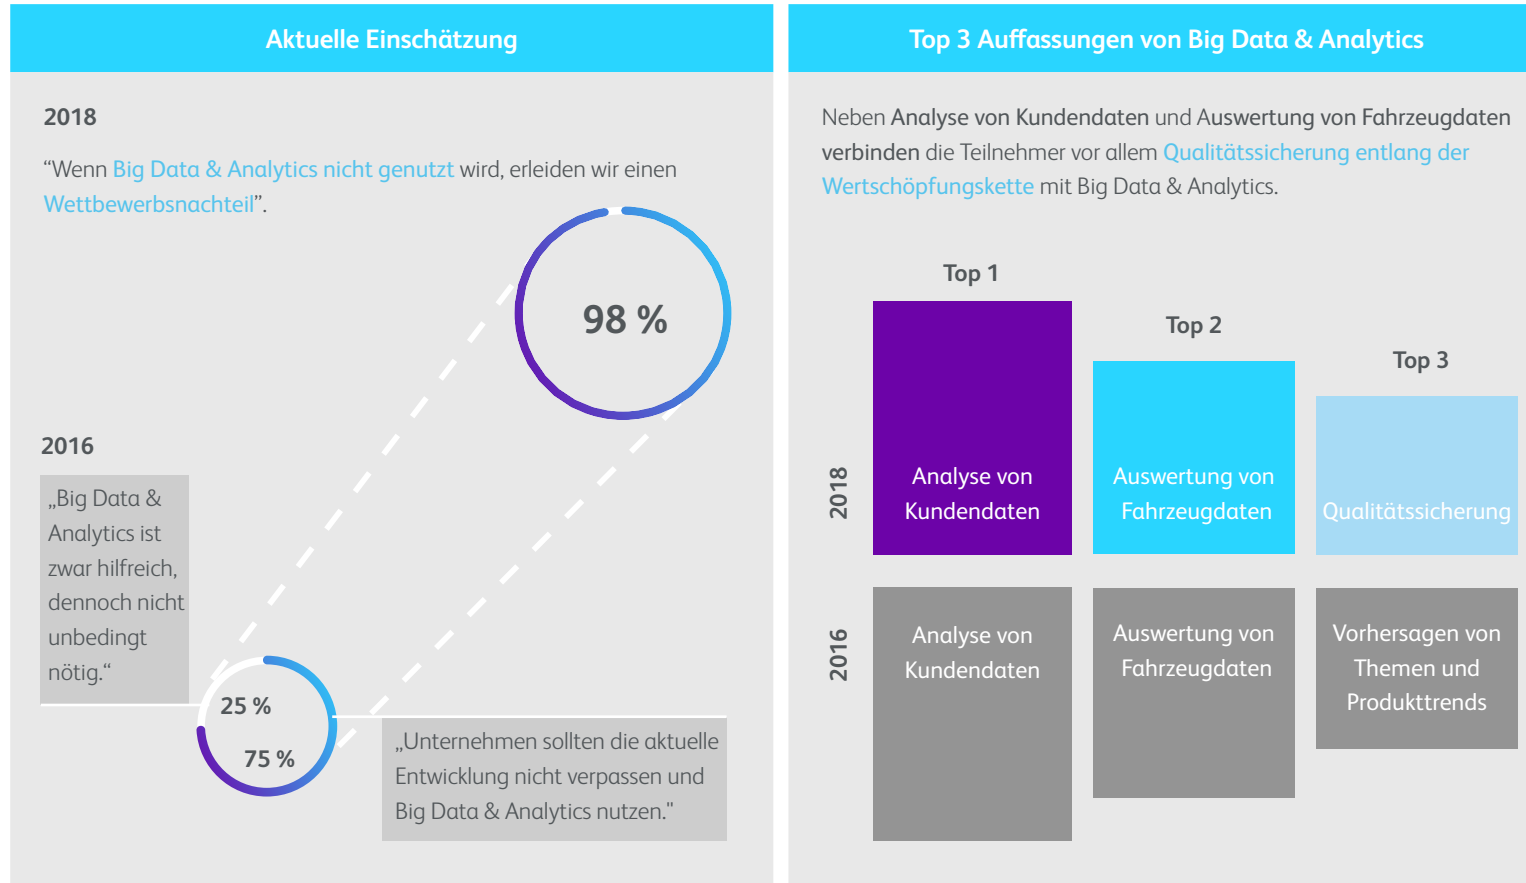 Aktuelle Einschätzung
2018
“Wenn Big Data & Analytics nicht genutzt wird, erleiden wir einen
Wettbewerbsnachteil”.
98 %
2016
„Big Data &
Analytics ist
zwar hilfreich,
dennoch nicht
unbedingt
nötig.“
25 %
75 %
„Unternehmen sollten die aktuelle
Entwicklung nicht verpassen und
Big Data & Analytics nutzen."
Top 3 Auffassungen von Big Data & Analytics
Neben Analyse von Kundendaten und Auswertung von Fahrzeugdaten
verbinden die Teilnehmer vor allem Qualitätssicherung entlang der
Wertschöpfungskette mit Big Data & Analytics.
Top 1
Top 2
Top 3
2018
Analyse von
Kundendaten
Auswertung von
Fahrzeugdaten
Qualitätssicherung
2016
Analyse von
Kundendaten
Auswertung von
Fahrzeugdaten
Vorhersagen von
Themen und
Produkttrends